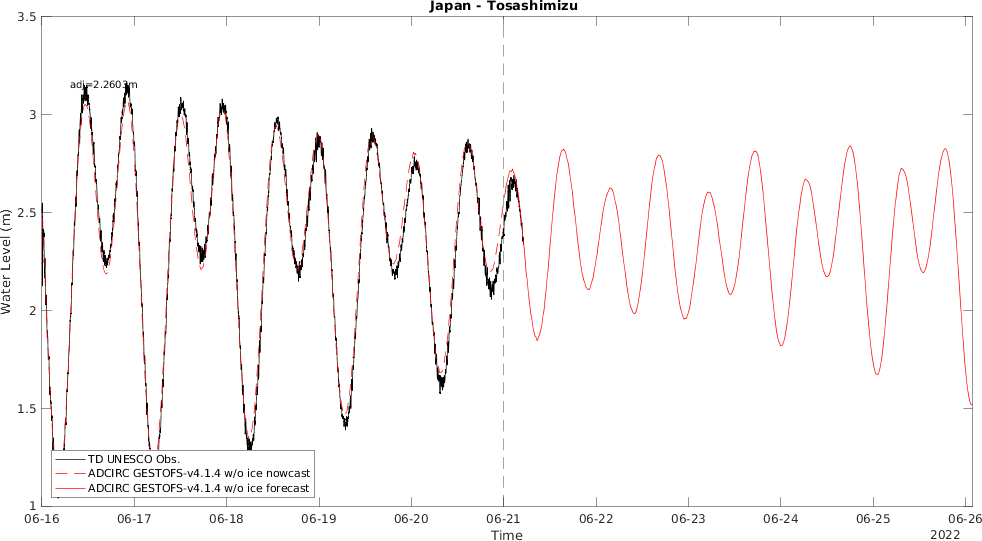 Japan - Tosashimizu
3.5
adj=2.2603m
3
2.5
Water Level (m)
2
1.5
TD UNESCO Obs.
ADCIRC GESTOFS-v4.1.4 w/o ice nowcast
ADCIRC GESTOFS-v4.1.4 w/o ice forecast
1
06-16 06-17 06-18 06-19 06-20 06-21 06-22 06-23 06-24 06-25 06-26
Time
2022